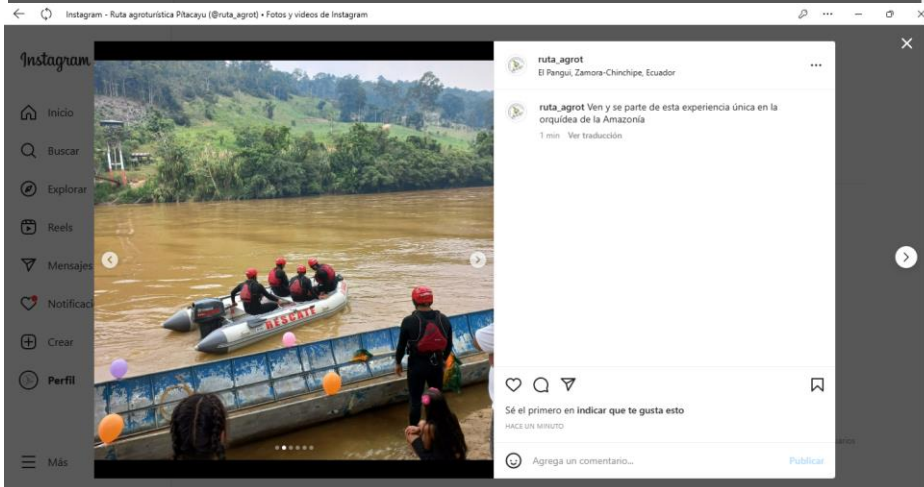 Instagram - Ruta agroturística Pitacayu (@ruta_agrot) • Fotos y videos de Instagram
Instagram
Inicio
Buscar
Explorar
Reels
Mensajes
Notificaci
Crear
Perfil
Más
RESCATE
ruta_agrot
El Pangui, Zamora-Chinchipe, Ecuador
ruta_agrot Ven y se parte de esta experiencia única en la
orquídea de la Amazonía
1 min Ver traducción
Sé el primero en indicar que te gusta esto
HACE UN MINUTO
Agrega un comentario...
Publicar